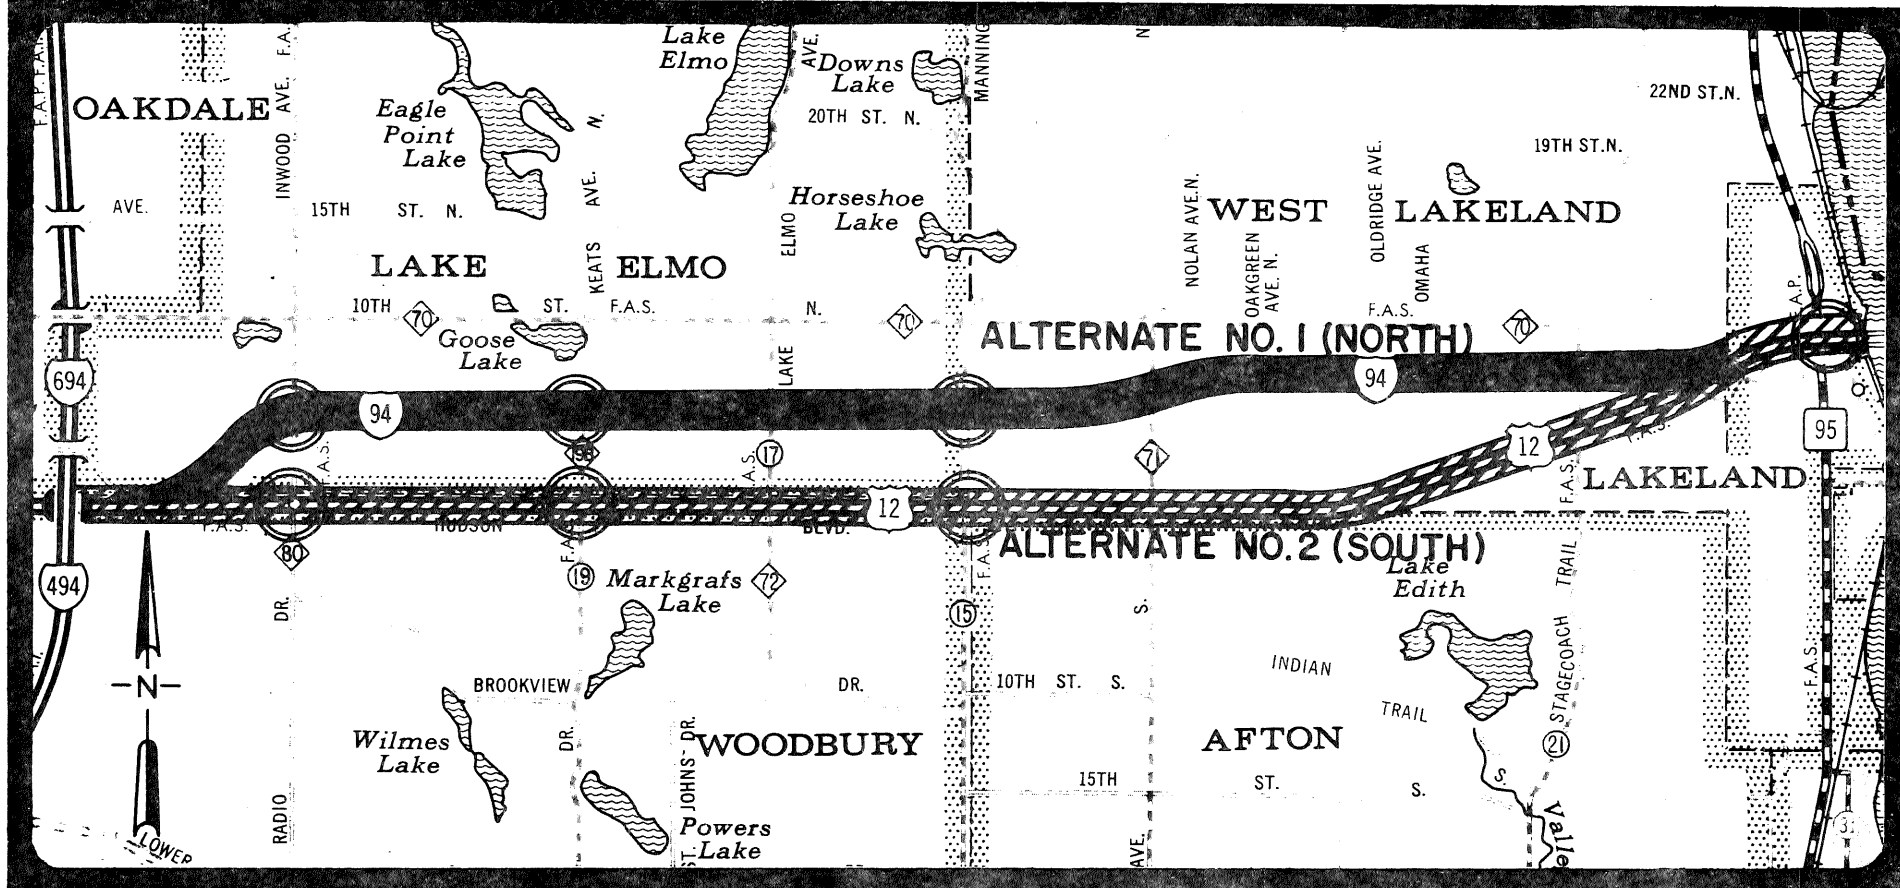 Lake
Elmo
AVE.
Downs
Lake
MANNING
N
F.A.P.
F.A.
OAKDALE
INWOOD AVE. F.A.
Eagle
Point
Lake
N.
20TH ST. N.
22ND ST.N.
19TH ST.N.
AVE.
15TH ST. N.
KEATS AVE.
ELMO
Horseshoe
Lake
NOLAN AVE.N.
WEST LAKELAND
OAKGREEN
AVE. N.
OLDRIDGE AVE.
OMAHA
LAKE ELMO
10TH ST. F.A.S. N.
F.A.S.
70
70
70
Goose
Lake
LAKE
ALTERNATE NO. 1 (NORTH)
694
94
94
95
12
17
71
F.A.S.
A.S.
F.A.S.
F.A.S.
LAKELAND
12
F.A.S.
HUDSON
BLVD.
ALTERNATE NO. 2 (SOUTH)
80
F.A.
F.A.S.
494
19
Markgrafs
Lake
72
Lake
Edith
15
DR.
S.
TRAIL
STAGECOACH
F.A.S.
N
BROOKVIEW DR.
10TH ST. S.
INDIAN
TRAIL
Wilmes
Lake
DR.
ST. JOHNS DR.
WOODBURY
AFTON
21
15TH ST. S.
S.
RADIO
Powers
Lake
AVE.
Valle
LOWER